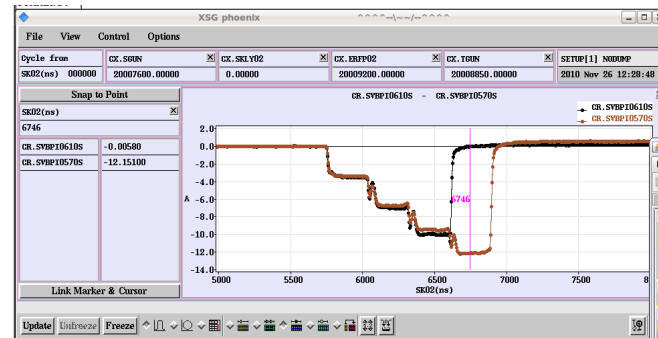 XSG phoenix
File View Control Options
Cycle from CX.SGUN CX.SKLY02 CX.ERFP02 CX.TGUN SETUP[1] NODUMP
SK02(ns) 000000 20007600.00000 0.00000 20009200.00000 20008850.00000 2010 Nov 26 12:28:48
Snap to Point
SK02(ns)
6746
CR.SVBPI0610S -0.00580
CR.SVBPI0570S -12.15100
Link Marker & Cursor
CR.SVBPI0610S - CR.SVBPI0570S
CR.SVBPI0610S
CR.SVBPI0570S
2.0
0.0
-2.0
-4.0
A
-6.0
6746
-8.0
-10.0
-12.0
-14.0
5000 5500 6000 6500 7000 7500 8
SK02(ns)
Update Unfreeze Freeze